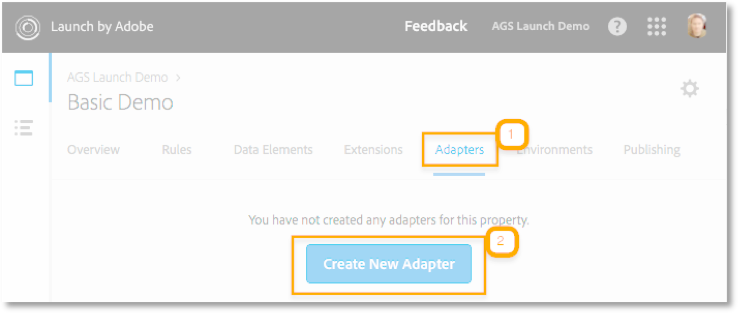 Launch by Adobe Feedback AGS Launch Demo ?
AGS Launch Demo >
Basic Demo
1
Overview Rules Data Elements Extensions Adapters Environments Publishing
You have not created any adapters for this property.
2
Create New Adapter